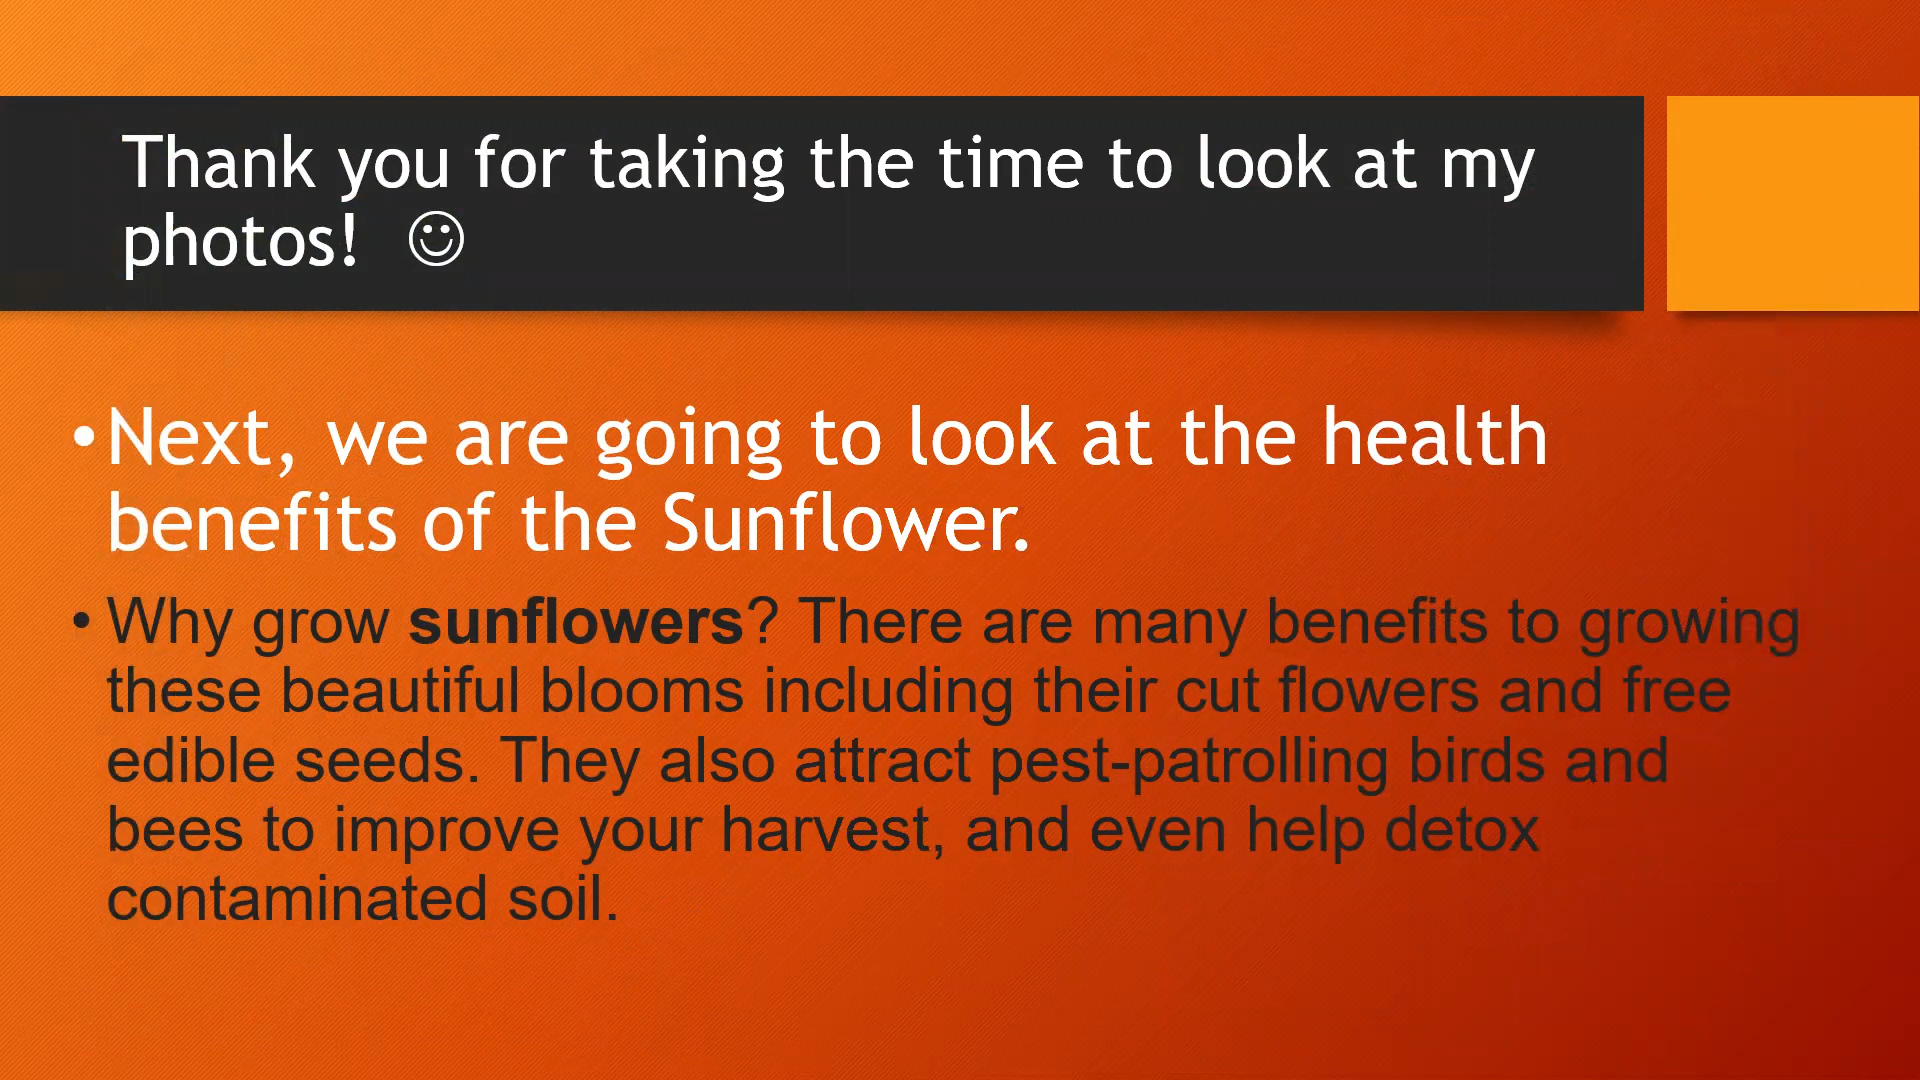 Thank you for taking the time to look at my
photos! ☺
•Next, we are going to look at the health
benefits of the Sunflower.
• Why grow sunflowers? There are many benefits to growing
these beautiful blooms including their cut flowers and free
edible seeds. They also attract pest-patrolling birds and
bees to improve your harvest, and even help detox
contaminated soil.